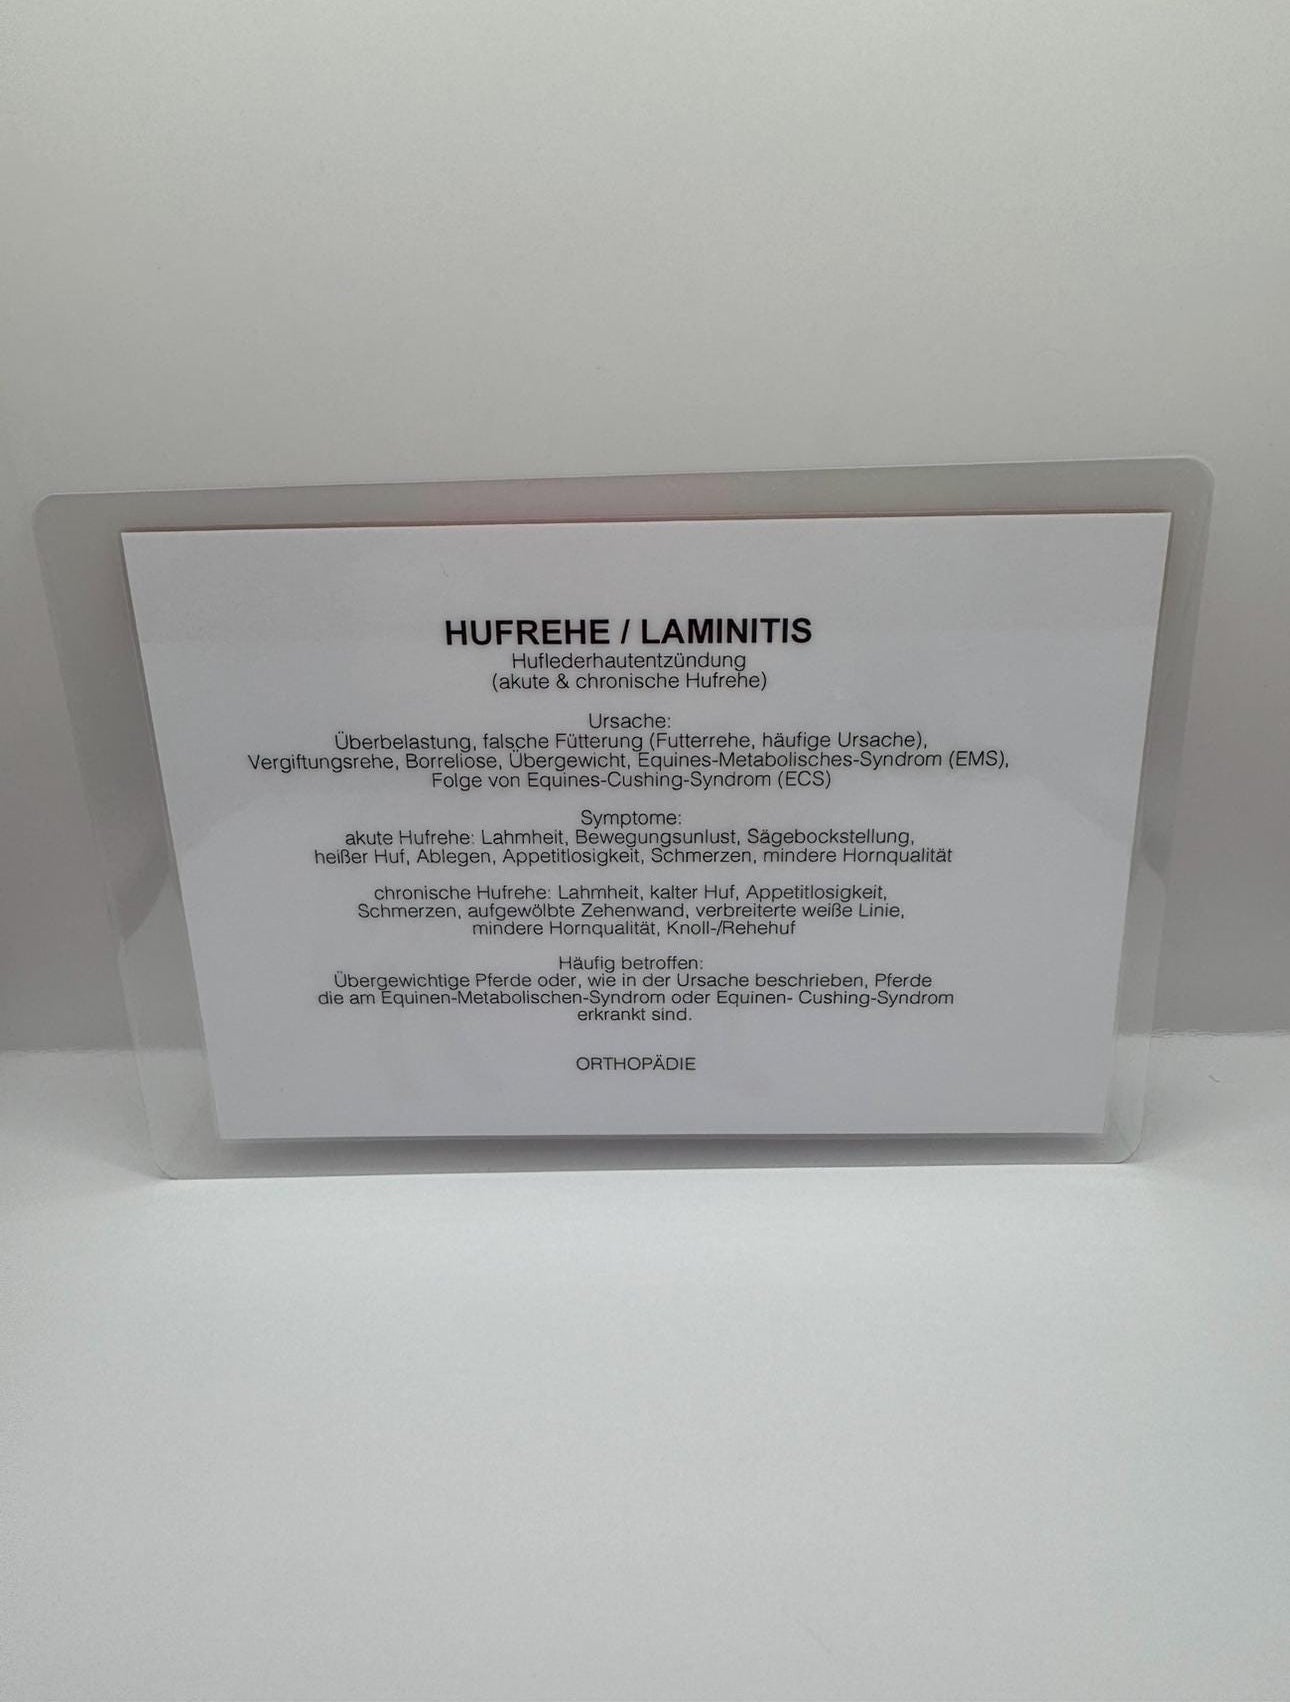 HUFREHE / LAMINITIS
Huflederhautentzündung
(akute & chronische Hufrehe)
Ursache:
Überbelastung, falsche Fütterung (Futterrehe, häufige Ursache),
Vergiftungsrehe, Borreliose, Übergewicht, Equines-Metabolisches-Syndrom (EMS),
Folge von Equines-Cushing-Syndrom (ECS)
Symptome:
akute Hufrehe: Lahmheit, Bewegungsunlust, Sägebockstellung,
heißer Huf, Ablegen, Appetitlosigkeit, Schmerzen, mindere Hornqualität
chronische Hufrehe: Lahmheit, kalter Huf, Appetitlosigkeit,
Schmerzen, aufgewölbte Zehenwand, verbreiterte weiße Linie,
mindere Hornqualität, Knoll-/Rehehuf
Häufig betroffen:
Übergewichtige Pferde oder, wie in der Ursache beschrieben, Pferde
die am Equinen-Metabolischen-Syndrom oder Equinen- Cushing-Syndrom
erkrankt sind.
ORTHOPÄDIE